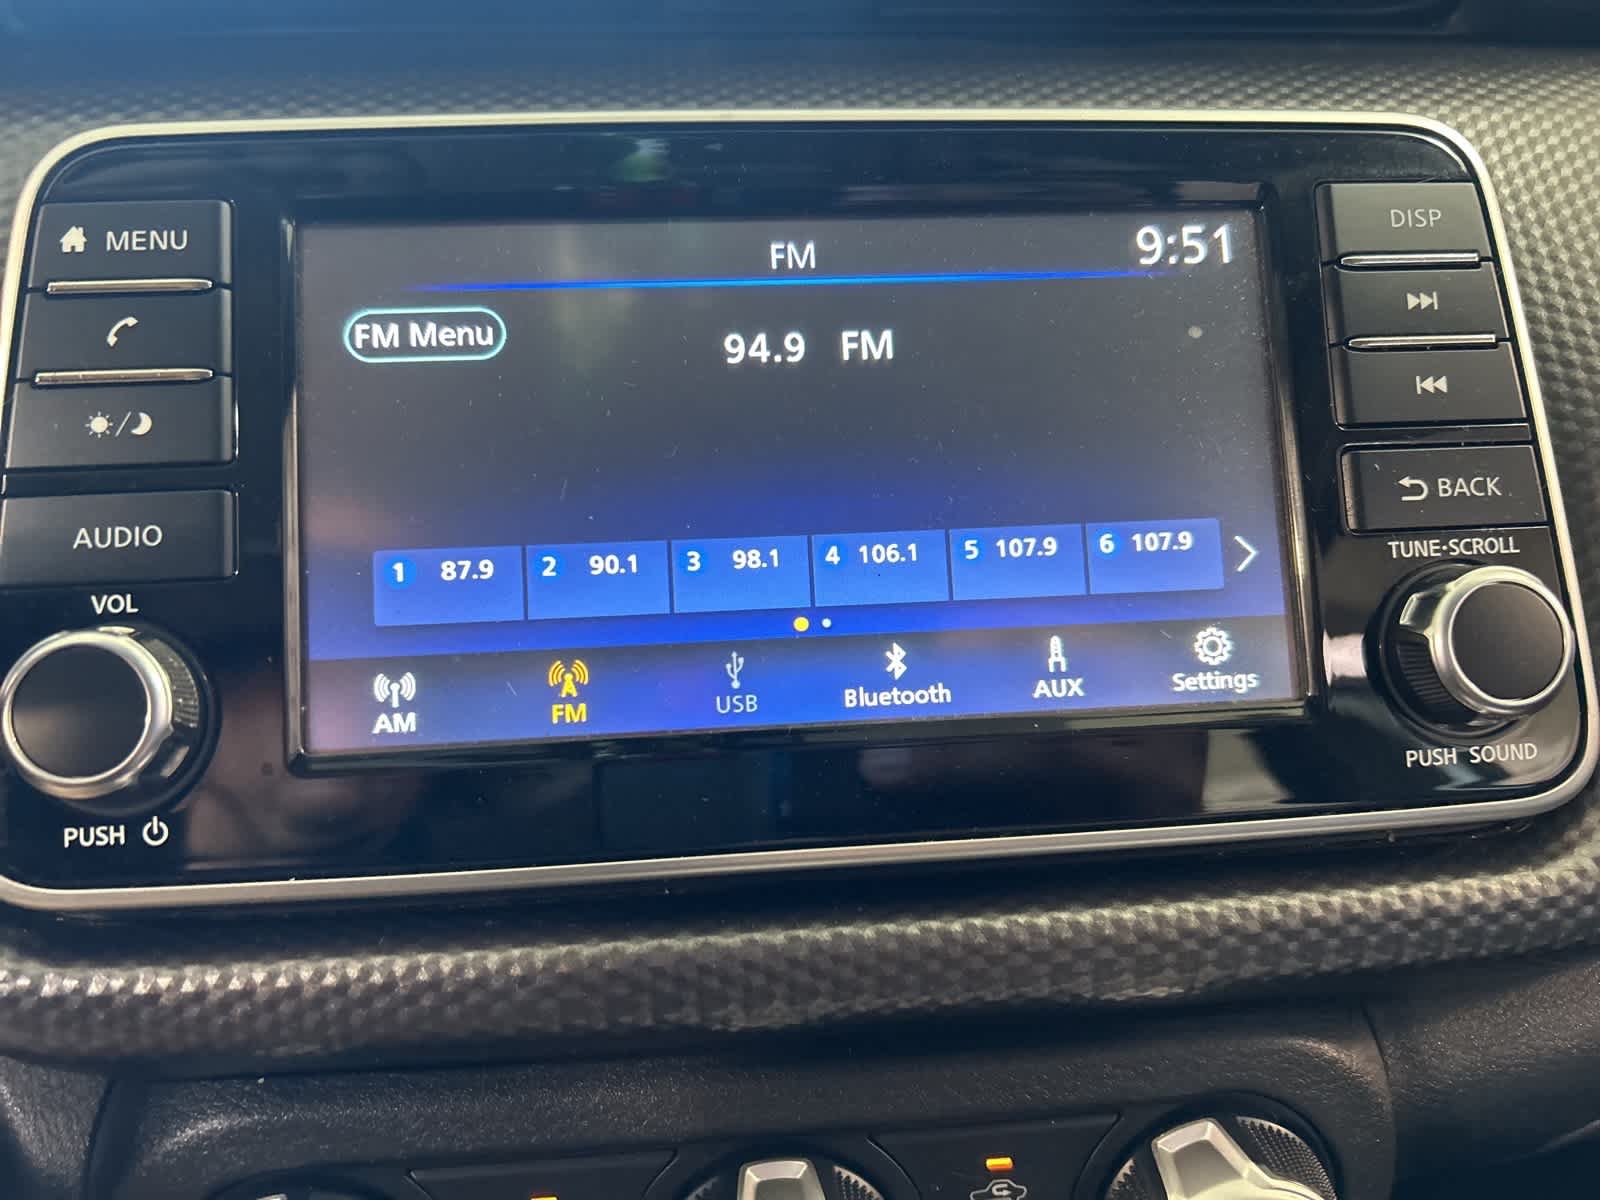 MENU
AUDIO
VOL
PUSH
FM
9:51
FM Menu
94.9 FM
1 87.9
2 90.1
3 98.1
4 106.1
5 107.9
6 107.9
AM
FM
USB
Bluetooth
AUX
Settings
DISP
BACK
TUNE·SCROLL
PUSH SOUND